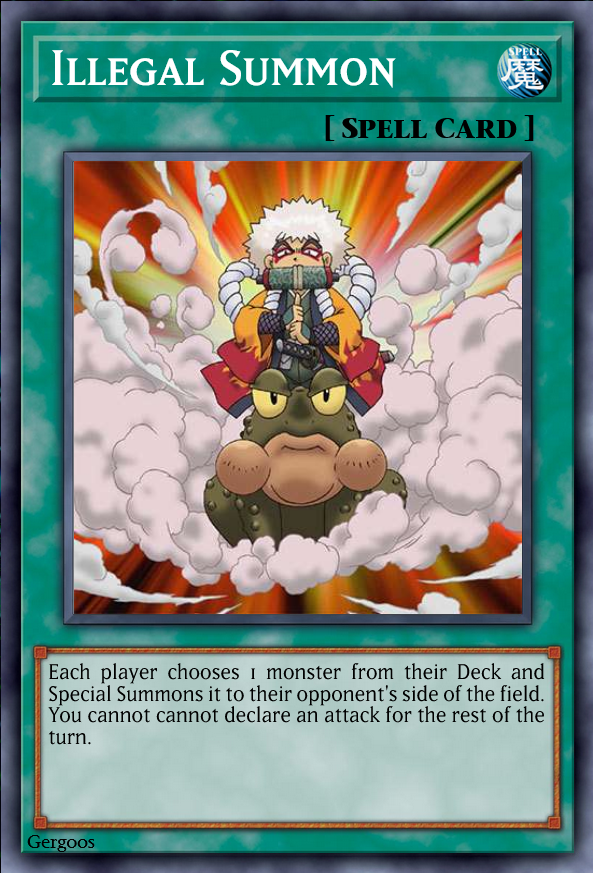 Illegal Summon
SPELL
魔
[ Spell Card ]
Each player chooses 1 monster from their Deck and
Special Summons it to their opponent's side of the field.
You cannot cannot declare an attack for the rest of the
turn.
Gergoos